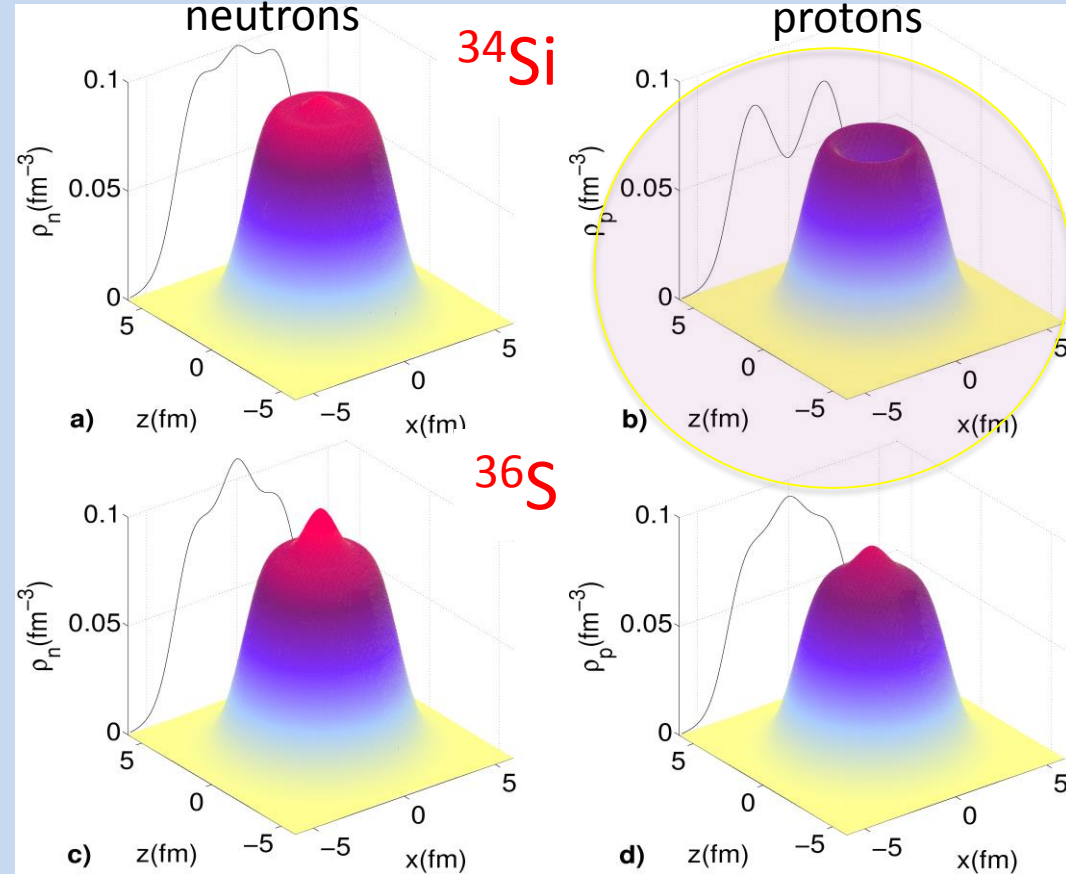 neutrons
protons
³⁴Si
0.1
0.05
0
ρₙ(fm⁻³)
5
0
−5
z(fm)
−5
0
5
x(fm)
a)
0.1
0.05
0
ρₚ(fm⁻³)
5
0
−5
z(fm)
−5
0
5
x(fm)
b)
³⁶S
0.1
0.05
0
ρₙ(fm⁻³)
5
0
−5
z(fm)
−5
0
5
x(fm)
c)
0.1
0.05
0
ρₚ(fm⁻³)
5
0
−5
z(fm)
−5
0
5
x(fm)
d)